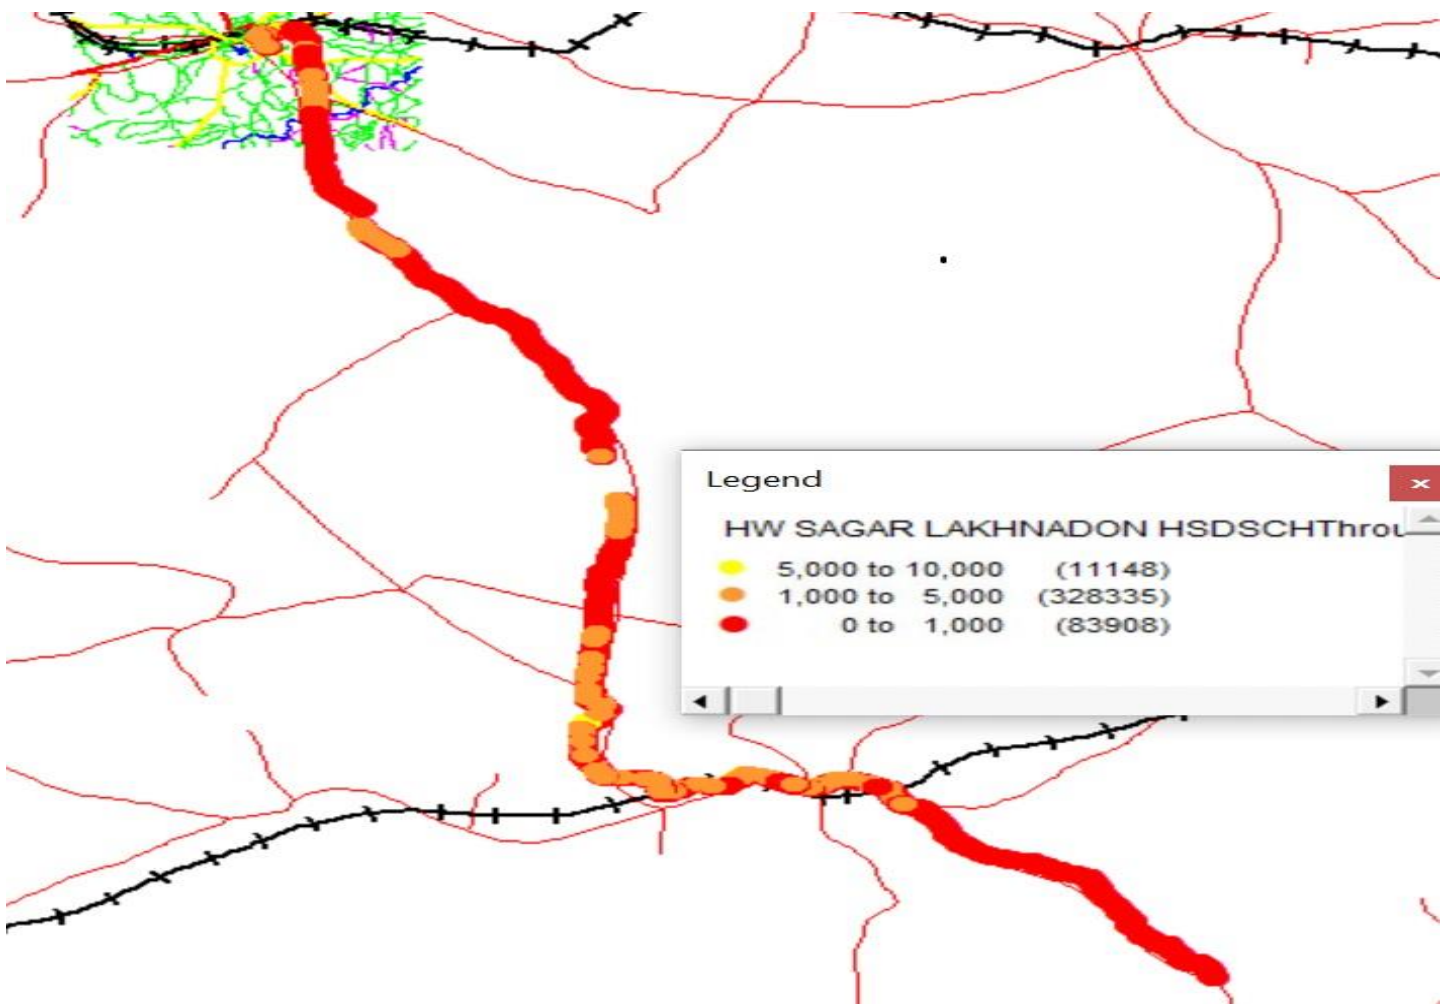 Legend
HW SAGAR LAKHNADON HSDSCHThrou
5,000 to 10,000 (11148)
1,000 to 5,000 (328335)
0 to 1,000 (83908)